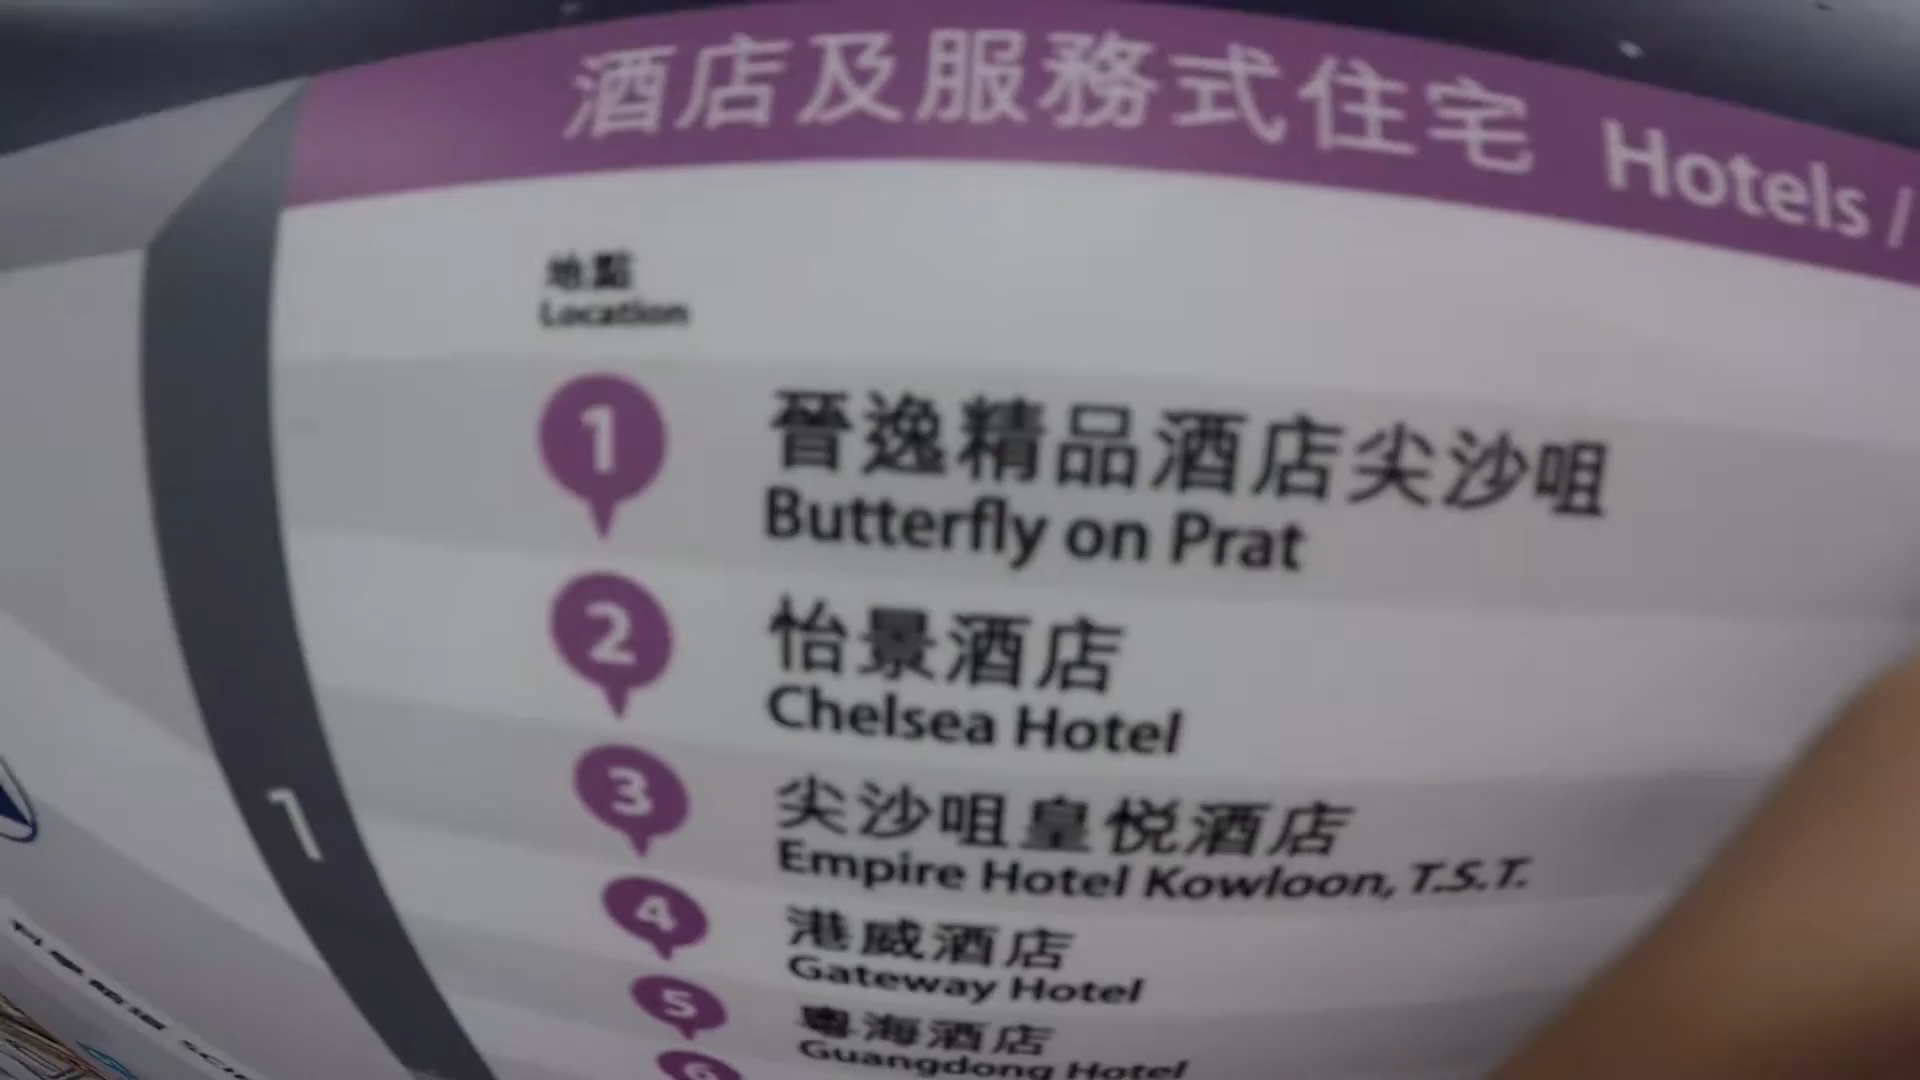 酒店及服務式住宅 Hotels /
地點
Location
1
晉逸精品酒店尖沙咀
Butterfly on Prat
2
怡景酒店
Chelsea Hotel
3
尖沙咀皇悦酒店
Empire Hotel Kowloon, T.S.T.
4
港威酒店
Gateway Hotel
5
粵海酒店
Guangdong Hotel
6
1